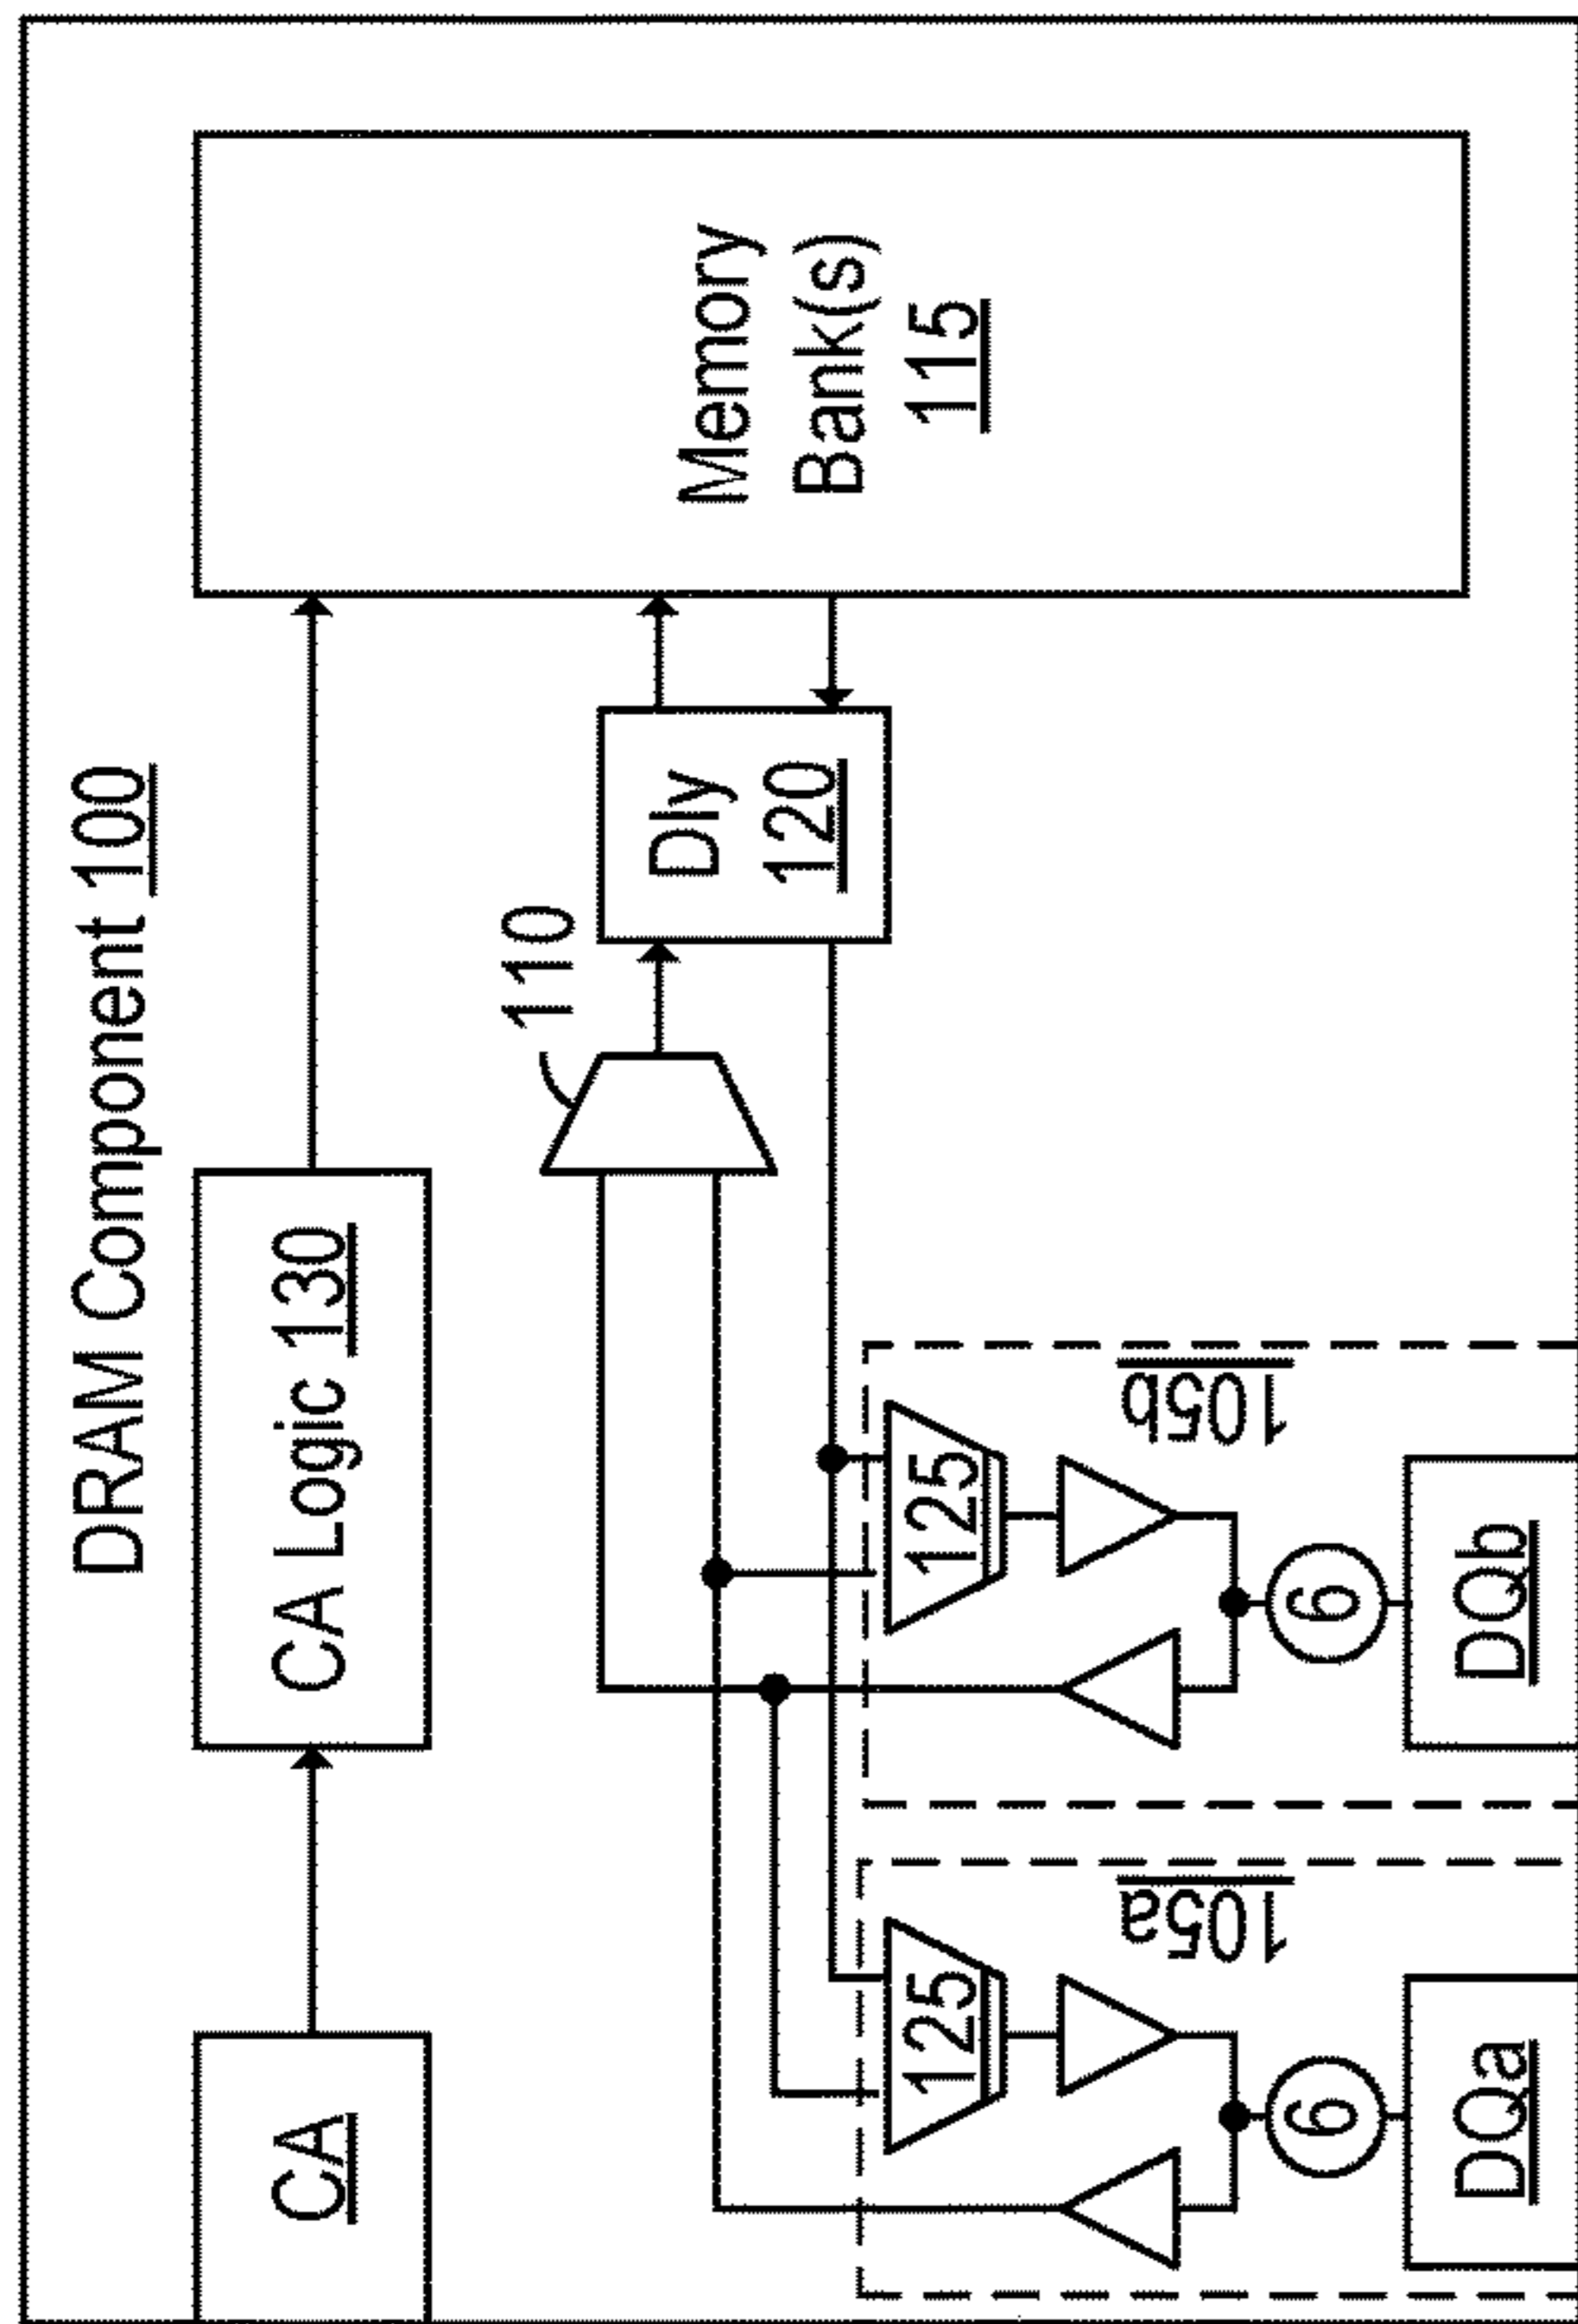 DRAM Component 100
CA
CA Logic 130
Memory
Bank(s)
115
110
Dly
120
125
125
105a
105b
6
6
DQa
DQb